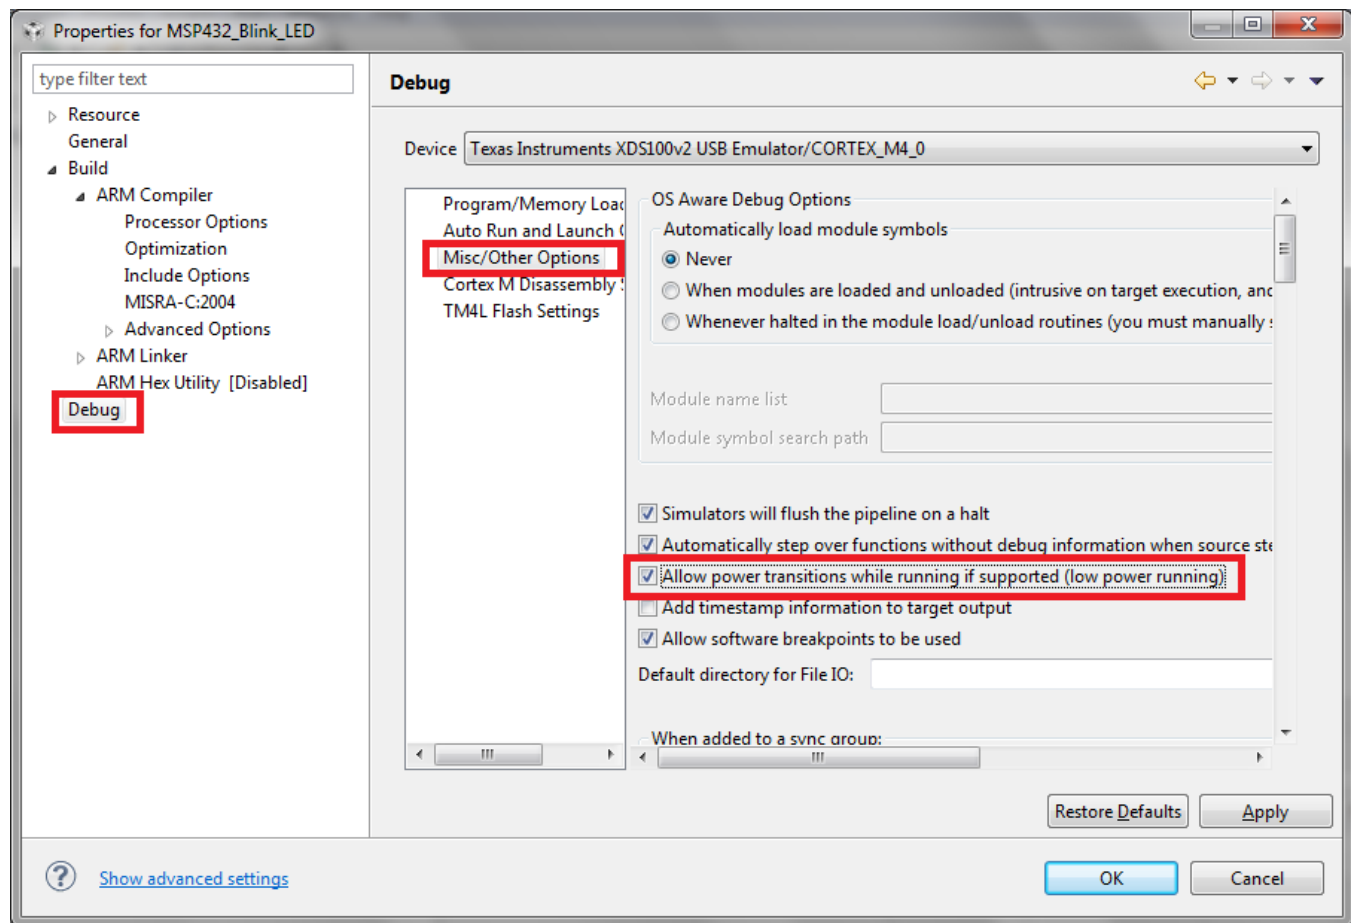 Properties for MSP432_Blink_LED
type filter text
Resource
General
Build
ARM Compiler
Processor Options
Optimization
Include Options
MISRA-C:2004
Advanced Options
ARM Linker
ARM Hex Utility [Disabled]
Debug
Debug
Device Texas Instruments XDS100v2 USB Emulator/CORTEX_M4_0
Program/Memory Load
Auto Run and Launch
Misc/Other Options
Cortex M Disassembly
TM4L Flash Settings
OS Aware Debug Options
Automatically load module symbols
Never
When modules are loaded and unloaded (intrusive on target execution, and
Whenever halted in the module load/unload routines (you must manually
Module name list
Module symbol search path
Simulators will flush the pipeline on a halt
Automatically step over functions without debug information when source ste
Allow power transitions while running if supported (low power running)
Add timestamp information to target output
Allow software breakpoints to be used
Default directory for File IO:
When added to a sync group:
Restore Defaults
Apply
Show advanced settings
OK
Cancel